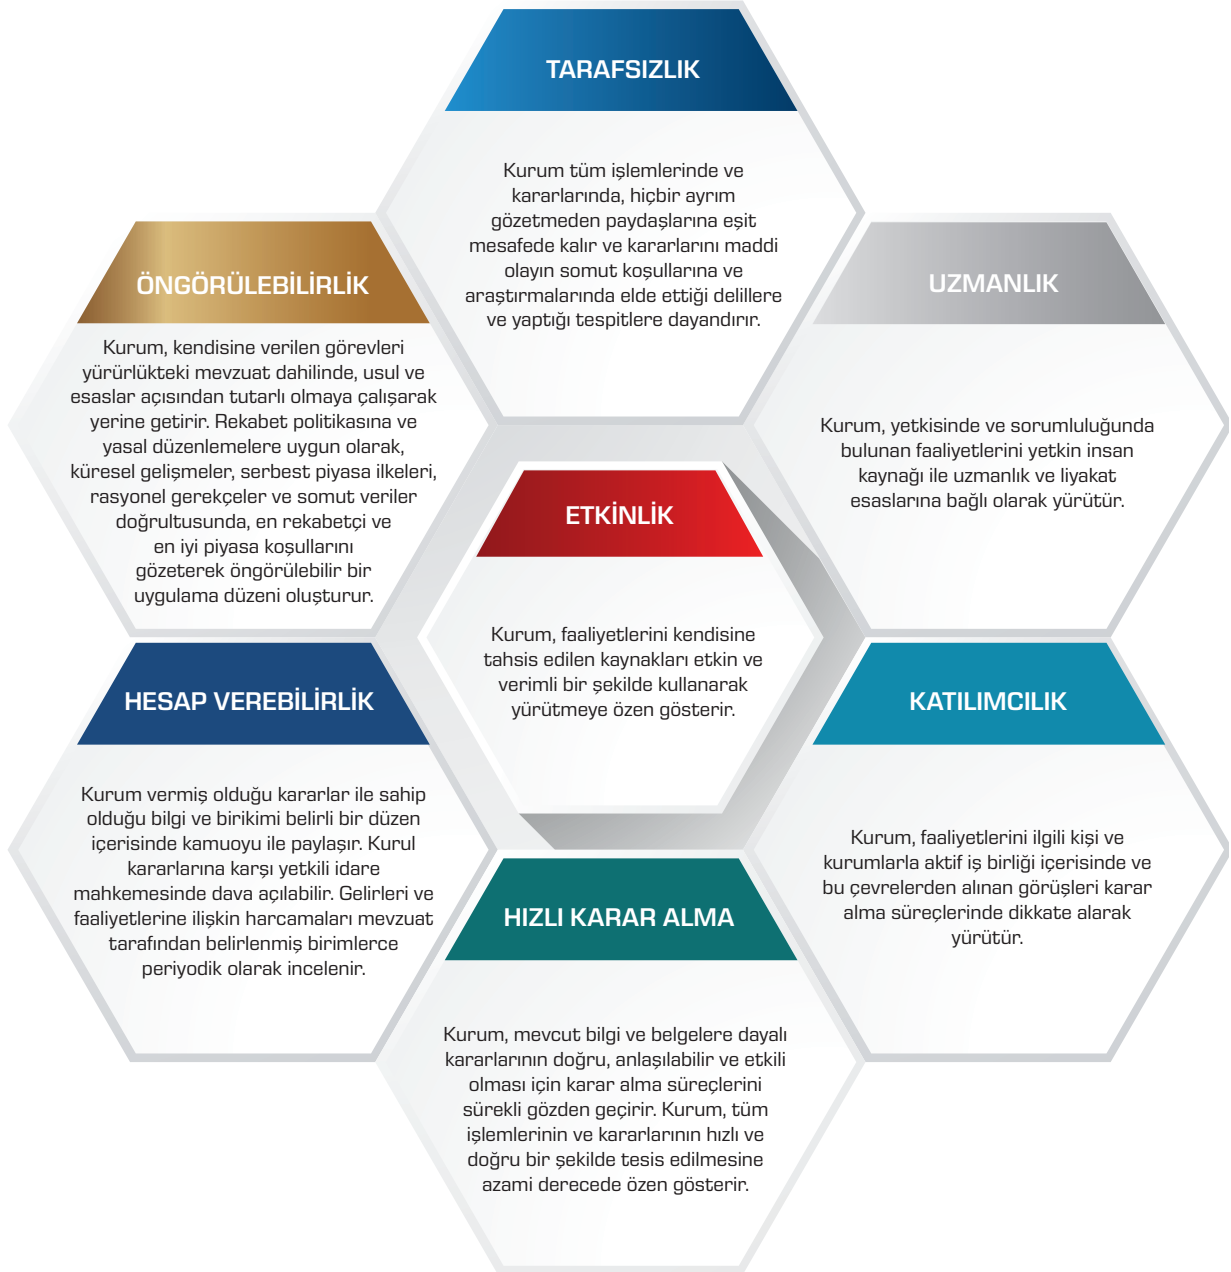 TARAFSIZLIK
Kurum tüm işlemlerinde ve
kararlarında, hiçbir ayrım
gözetmeden paydaşlarına eşit
mesafede kalır ve kararlarını maddi
olayın somut koşullarına ve
araştırmalarında elde ettiği delillere
ve yaptığı tespitlere dayandırır.
ÖNGÖRÜLEBİLİRLİK
Kurum, kendisine verilen görevleri
yürürlükteki mevzuat dahilinde, usul ve
esaslar açısından tutarlı olmaya çalışarak
yerine getirir. Rekabet politikasına ve
yasal düzenlemelere uygun olarak,
küresel gelişmeler, serbest piyasa ilkeleri,
rasyonel gerekçeler ve somut veriler
doğrultusunda, en rekabetçi ve
en iyi piyasa koşullarını
gözeterek öngörülebilir bir
uygulama düzeni oluşturur.
UZMANLIK
Kurum, yetkisinde ve sorumluluğunda
bulunan faaliyetlerini yetkin insan
kaynağı ile uzmanlık ve liyakat
esaslarına bağlı olarak yürütür.
ETKİNLİK
Kurum, faaliyetlerini kendisine
tahsis edilen kaynakları etkin ve
verimli bir şekilde kullanarak
yürütmeye özen gösterir.
HESAP VEREBİLİRLİK
Kurum vermiş olduğu kararlar ile sahip
olduğu bilgi ve birikimi belirli bir düzen
içerisinde kamuoyu ile paylaşır. Kurul
kararlarına karşı yetkili idare
mahkemesinde dava açılabilir. Gelirleri ve
faaliyetlerine ilişkin harcamaları mevzuat
tarafından belirlenmiş birimlerce
periyodik olarak incelenir.
KATILIMCILIK
Kurum, faaliyetlerini ilgili kişi ve
kurumlarla aktif iş birliği içerisinde ve
bu çevrelerden alınan görüşleri karar
alma süreçlerinde dikkate alarak
yürütür.
HIZLI KARAR ALMA
Kurum, mevcut bilgi ve belgelere dayalı
kararlarının doğru, anlaşılabilir ve etkili
olması için karar alma süreçlerini
sürekli gözden geçirir. Kurum, tüm
işlemlerinin ve kararlarının hızlı ve
doğru bir şekilde tesis edilmesine
azami derecede özen gösterir.